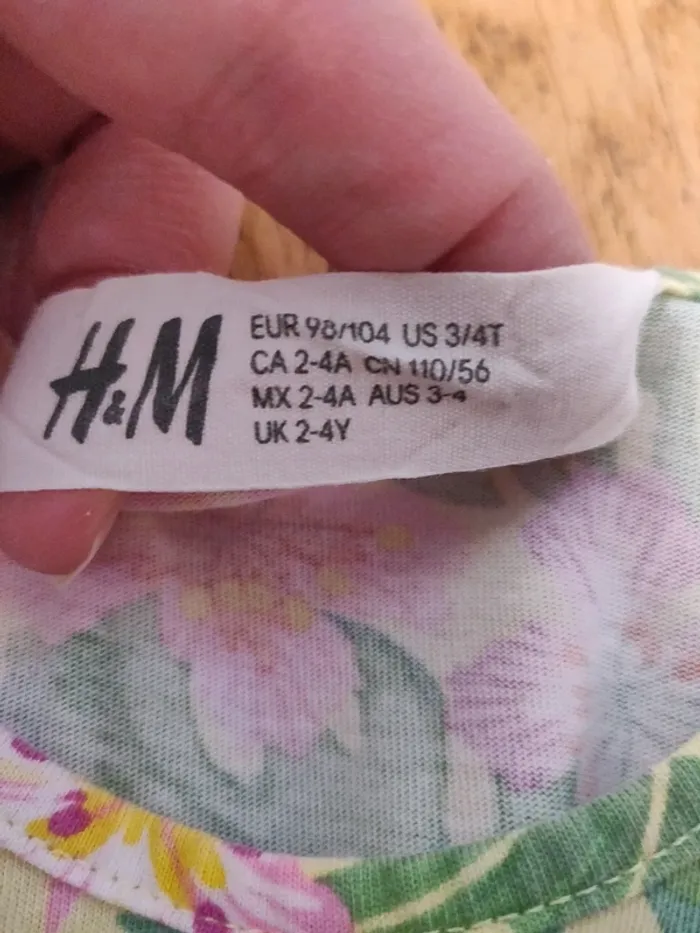 H&M
EUR 98/104 US 3/4T
CA 2-4A CN 110/56
MX 2-4A AUS 3-4
UK 2-4Y